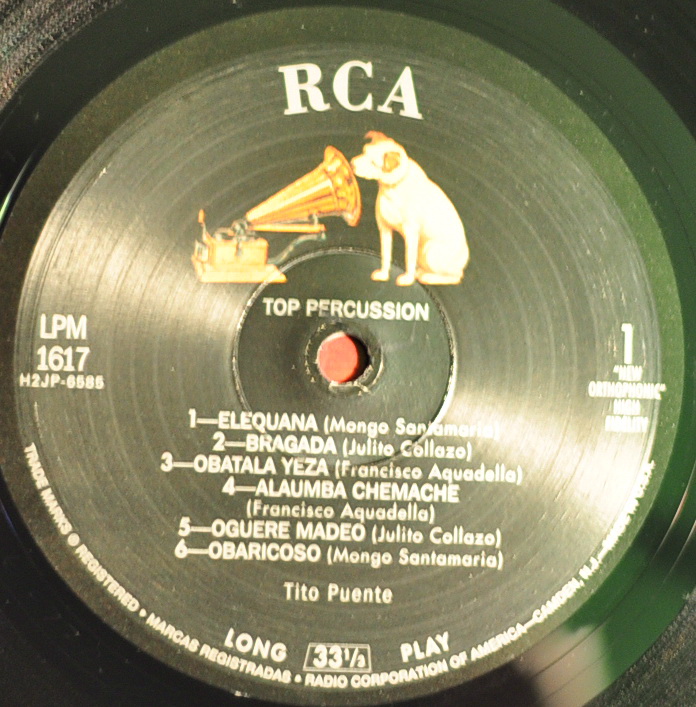 RCA
TOP PERCUSSION
LPM
1617
H2JP-6585
1
"NEW
ORTHOPHONIC"
HIGH
FIDELITY
1—ELEQUANA (Mongo Santamaria)
2—BRAGADA (Julito Collazo)
3—OBATALA YEZA (Francisco Aquadella)
4—ALAUMBA CHEMACHE
(Francisco Aquadella)
5—OGUERE MADEO (Julito Collazo)
6—OBARICOSO (Mongo Santamaria)
Tito Puente
LONG 33⅓ PLAY
TRADE MARKS ® REGISTERED • MARCAS REGISTRADAS • RADIO CORPORATION OF AMERICA—CAMDEN, N.J.—